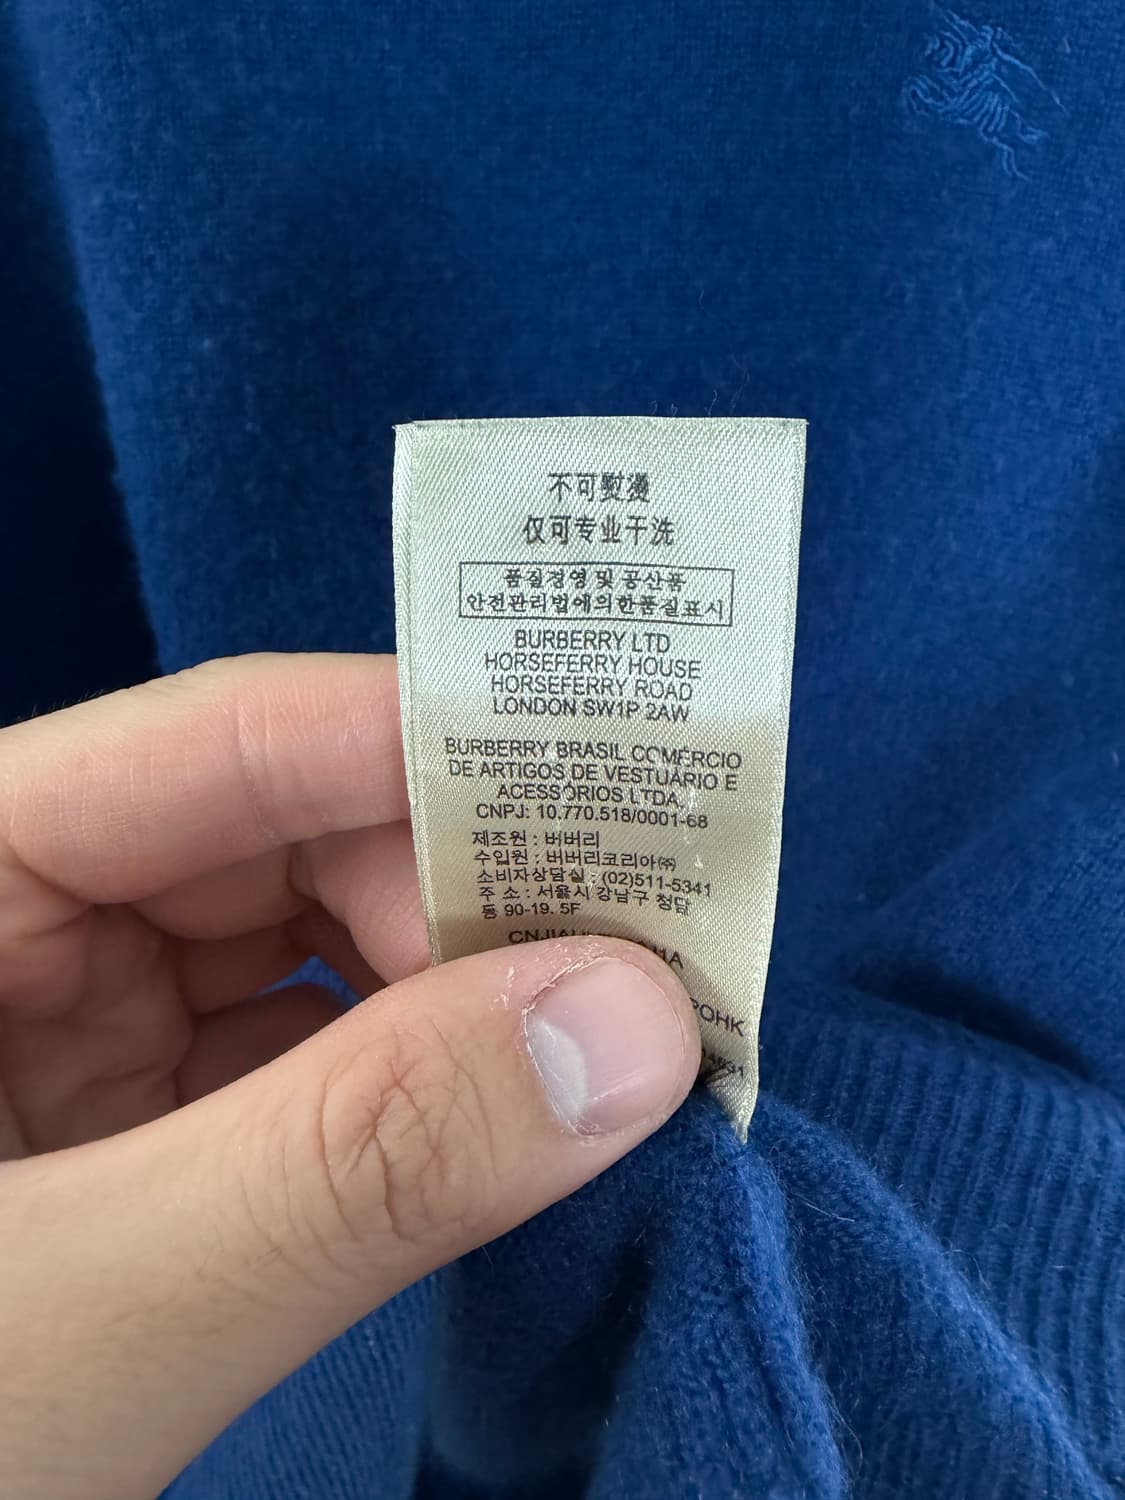 不可熨烫
仅可专业干洗
품질경영 및 공산품
안전관리법에의한품질표시
BURBERRY LTD
HORSEFERRY HOUSE
HORSEFERRY ROAD
LONDON SW1P 2AW
BURBERRY BRASIL COMERCIO
DE ARTIGOS DE VESTUARIO E
ACESSORIOS LTDA.
CNPJ: 10.770.518/0001-68
제조원 : 버버리
수입원 : 버버리코리아㈜
소비자상담실 : (02)511-5341
주 소 : 서울시 강남구 청담
동 90-19. 5F